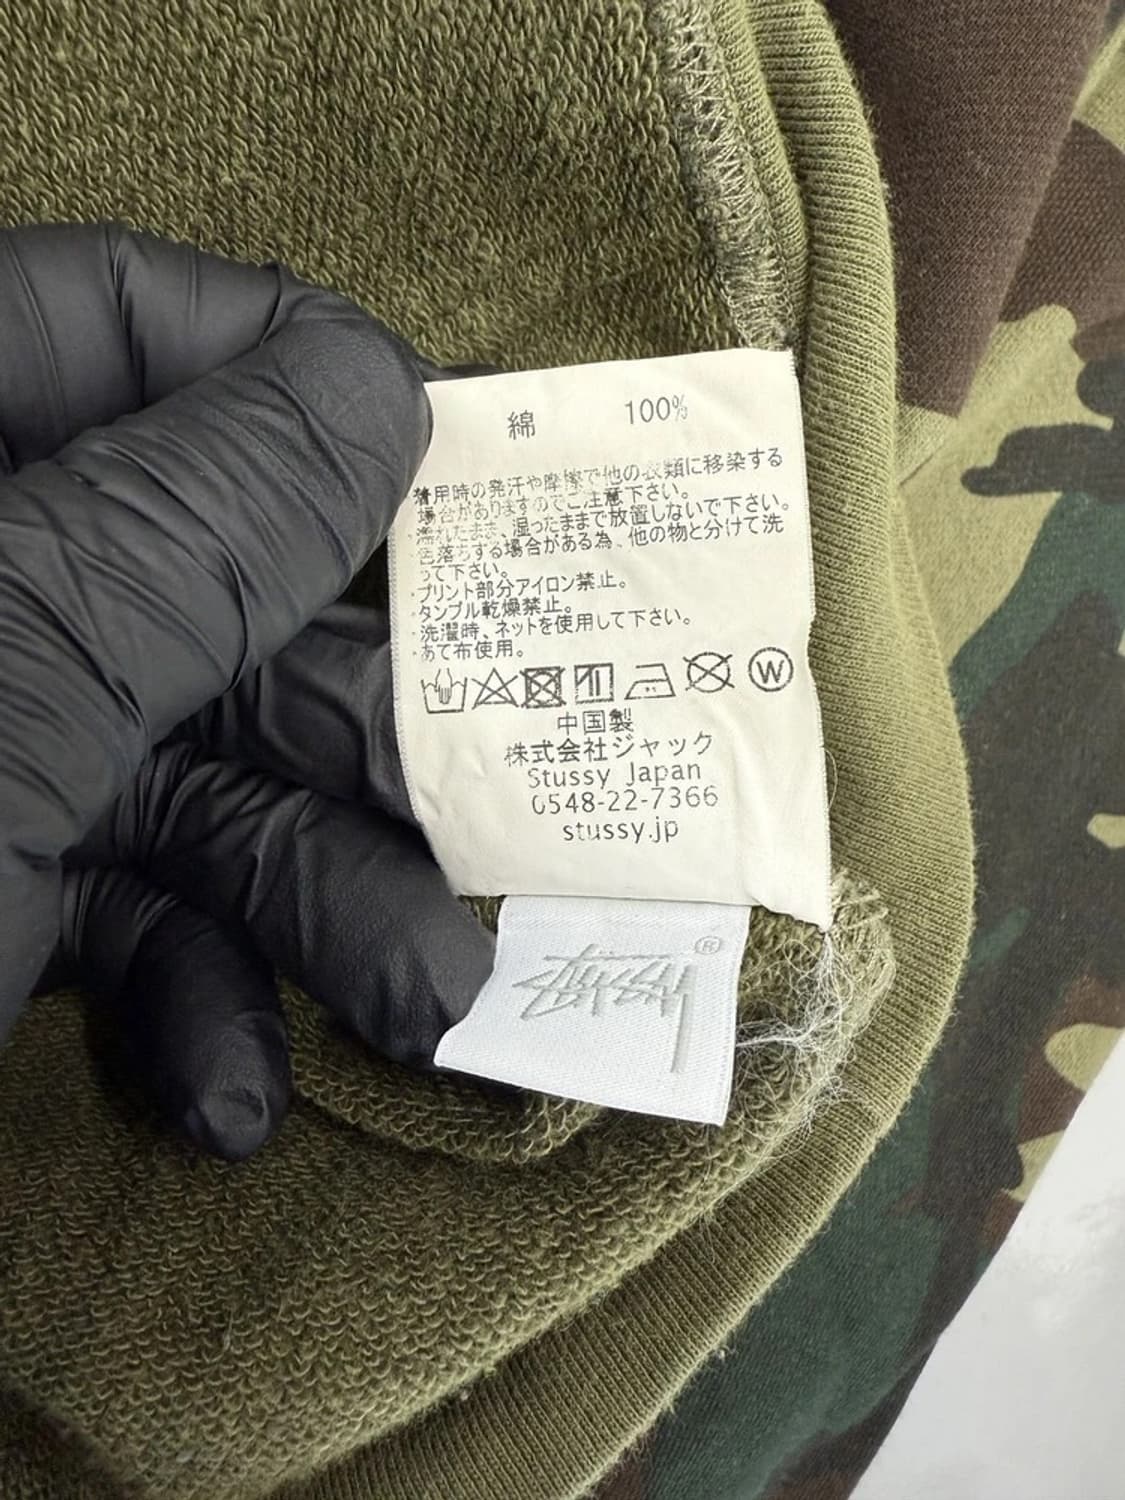 綿 100%
着用時の発汗や摩擦で他の衣類に移染する
場合がありますのでご注意下さい。
・濡れたまま、湿ったままで放置しないで下さい。
・色落ちする場合がある為、他の物と分けて洗
って下さい。
・プリント部分アイロン禁止。
・タンブル乾燥禁止。
・洗濯時、ネットを使用して下さい。
・あて布使用。
W
中国製
株式会社ジャック
Stussy Japan
0548-22-7366
stussy.jp
Stüssy ®